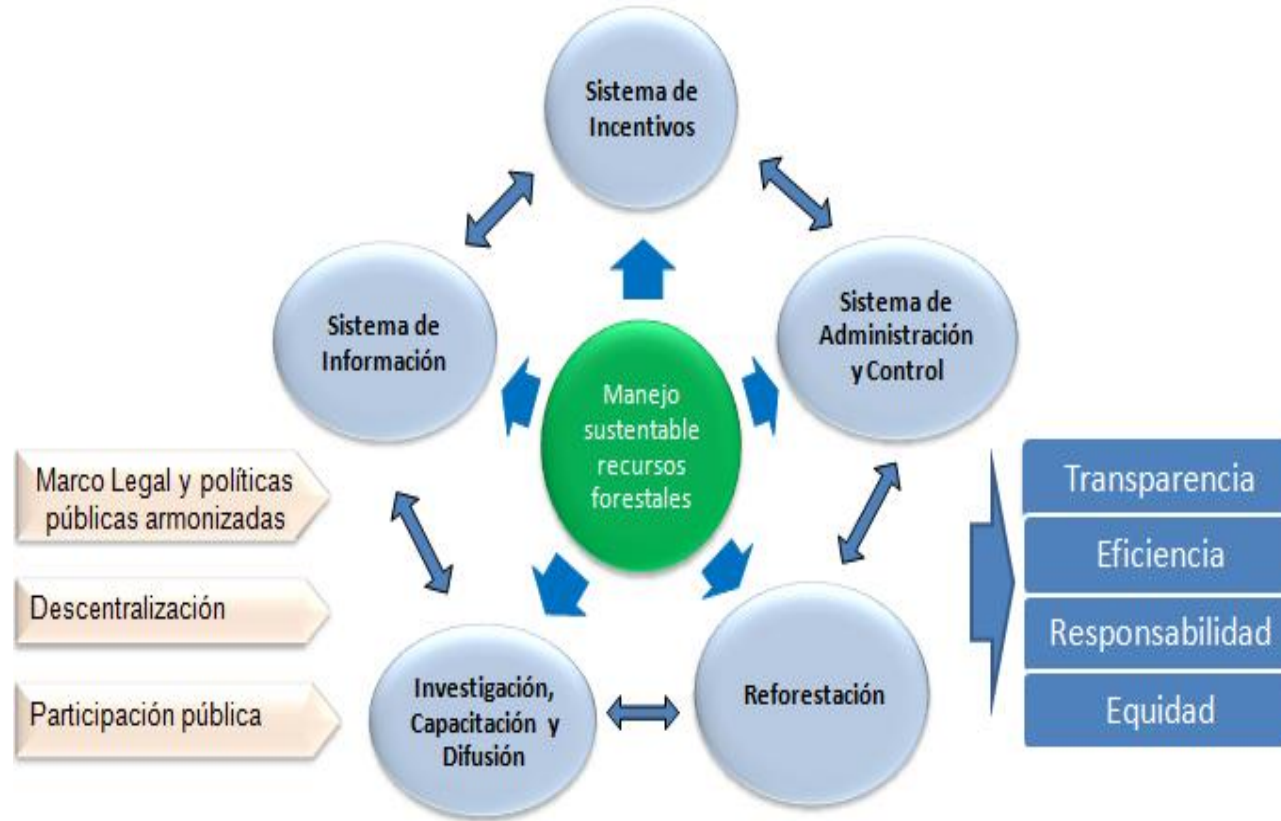 Sistema de
Incentivos
Sistema de
Información
Sistema de
Administración
y Control
Manejo
sustentable
recursos
forestales
Marco Legal y políticas
públicas armonizadas
Descentralización
Participación pública
Investigación,
Capacitación y
Difusión
Reforestación
Transparencia
Eficiencia
Responsabilidad
Equidad